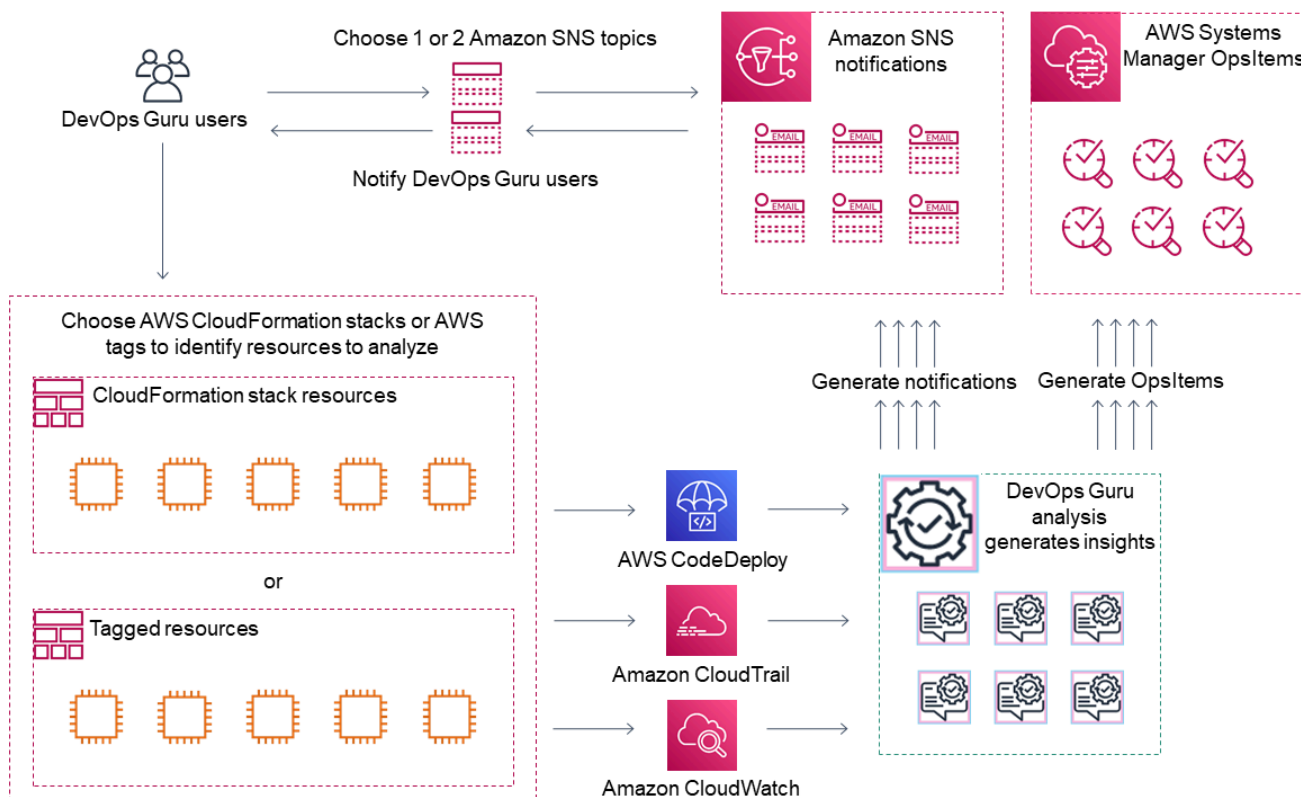 Choose 1 or 2 Amazon SNS topics
DevOps Guru users
Notify DevOps Guru users
Amazon SNS
notifications
EMAIL
EMAIL
EMAIL
EMAIL
EMAIL
EMAIL
AWS Systems
Manager OpsItems
Choose AWS CloudFormation stacks or AWS
tags to identify resources to analyze
CloudFormation stack resources
or
Tagged resources
</>
AWS CodeDeploy
Amazon CloudTrail
Amazon CloudWatch
Generate notifications
Generate OpsItems
DevOps Guru
analysis
generates insights